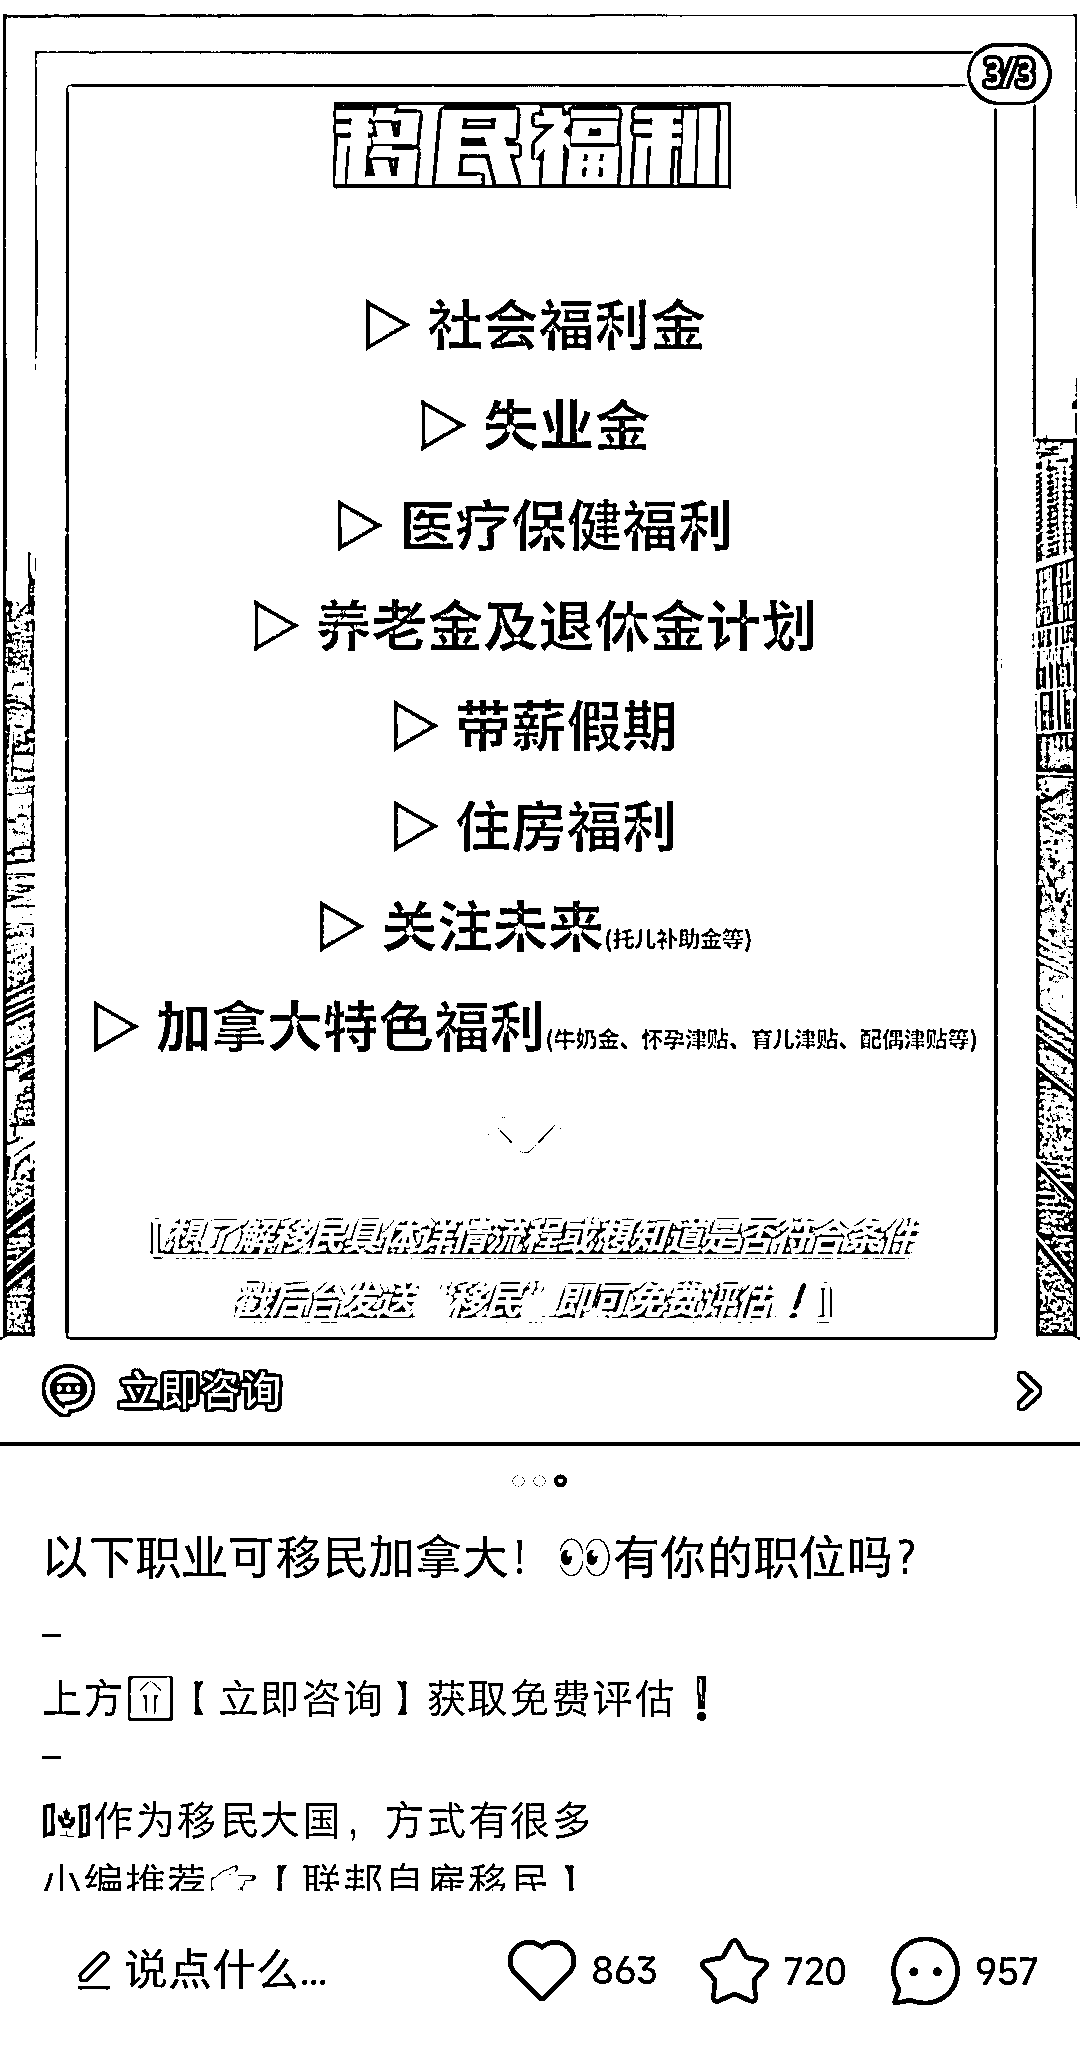 3/3
移民福利
▷ 社会福利金
▷ 失业金
▷ 医疗保健福利
▷ 养老金及退休金计划
▷ 带薪假期
▷ 住房福利
▷ 关注未来(托儿补助金等)
▷ 加拿大特色福利(牛奶金、怀孕津贴、育儿津贴、配偶津贴等)
【想了解移民具体详情流程或想知道是否符合条件
戳后台发送“移民”即可免费评估！】
立即咨询
以下职业可移民加拿大！👀有你的职位吗？
–
上方⬆️【立即咨询】获取免费评估❗
–
🇨🇦作为移民大国，方式有很多
小编推荐👉【联邦自雇移民】
说点什么...
863
720
957